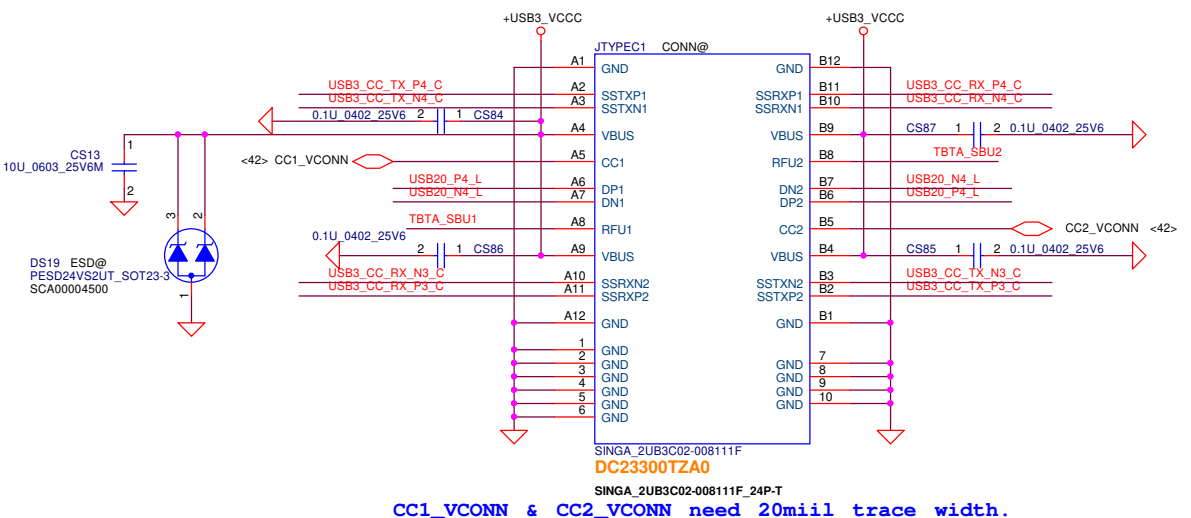 +USB3_VCCC
+USB3_VCCC
JTYPEC1 CONN@
A1 GND
GND B12
USB3_CC_TX_P4_C A2 SSTXP1
SSRXP1 B11 USB3_CC_RX_P4_C
USB3_CC_TX_N4_C A3 SSTXN1
SSRXN1 B10 USB3_CC_RX_N4_C
0.1U_0402_25V6 2 1 CS84
A4 VBUS
VBUS B9 CS87 1 2 0.1U_0402_25V6
1
CS13
10U_0603_25V6M
2
<42> CC1_VCONN A5 CC1
RFU2 B8 TBTA_SBU2
USB20_P4_L A6 DP1
DN2 B7 USB20_N4_L
USB20_N4_L A7 DN1
DP2 B6 USB20_P4_L
TBTA_SBU1 A8 RFU1
CC2 B5 CC2_VCONN <42>
0.1U_0402_25V6 2 1 CS86
A9 VBUS
VBUS B4 CS85 1 2 0.1U_0402_25V6
3 2
DS19 ESD@
PESD24VS2UT_SOT23-3
SCA00004500
1
USB3_CC_RX_N3_C A10 SSRXN2
SSTXN2 B3 USB3_CC_TX_N3_C
USB3_CC_RX_P3_C A11 SSRXP2
SSTXP2 B2 USB3_CC_TX_P3_C
A12 GND
GND B1
1 GND
2 GND
GND 7
3 GND
GND 8
4 GND
GND 9
5 GND
GND 10
6 GND
SINGA_2UB3C02-008111F
DC23300TZA0
SINGA_2UB3C02-008111F_24P-T
CC1_VCONN & CC2_VCONN need 20miil trace width.